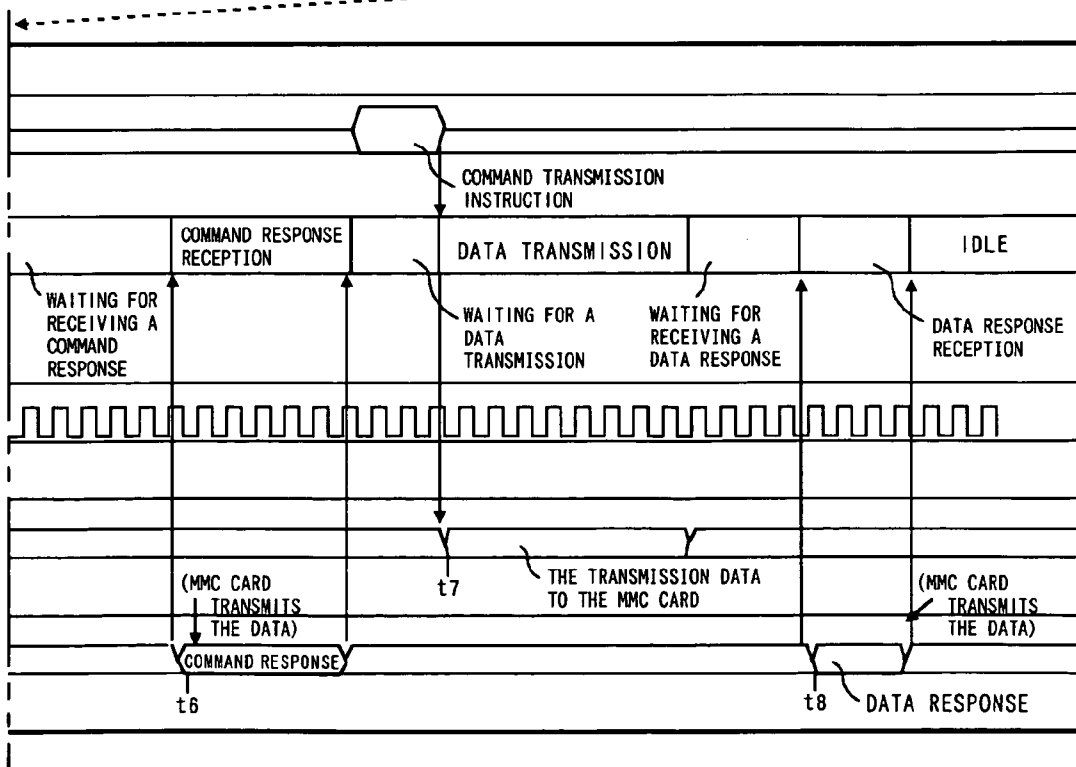 COMMAND TRANSMISSION
INSTRUCTION
COMMAND RESPONSE
RECEPTION
DATA TRANSMISSION
IDLE
WAITING FOR
RECEIVING A
COMMAND
RESPONSE
WAITING FOR A
DATA
TRANSMISSION
WAITING FOR
RECEIVING A
DATA RESPONSE
DATA RESPONSE
RECEPTION
t7
THE TRANSMISSION DATA
TO THE MMC CARD
(MMC CARD
TRANSMITS
THE DATA)
(MMC CARD
TRANSMITS
THE DATA)
COMMAND RESPONSE
t6
t8
DATA RESPONSE